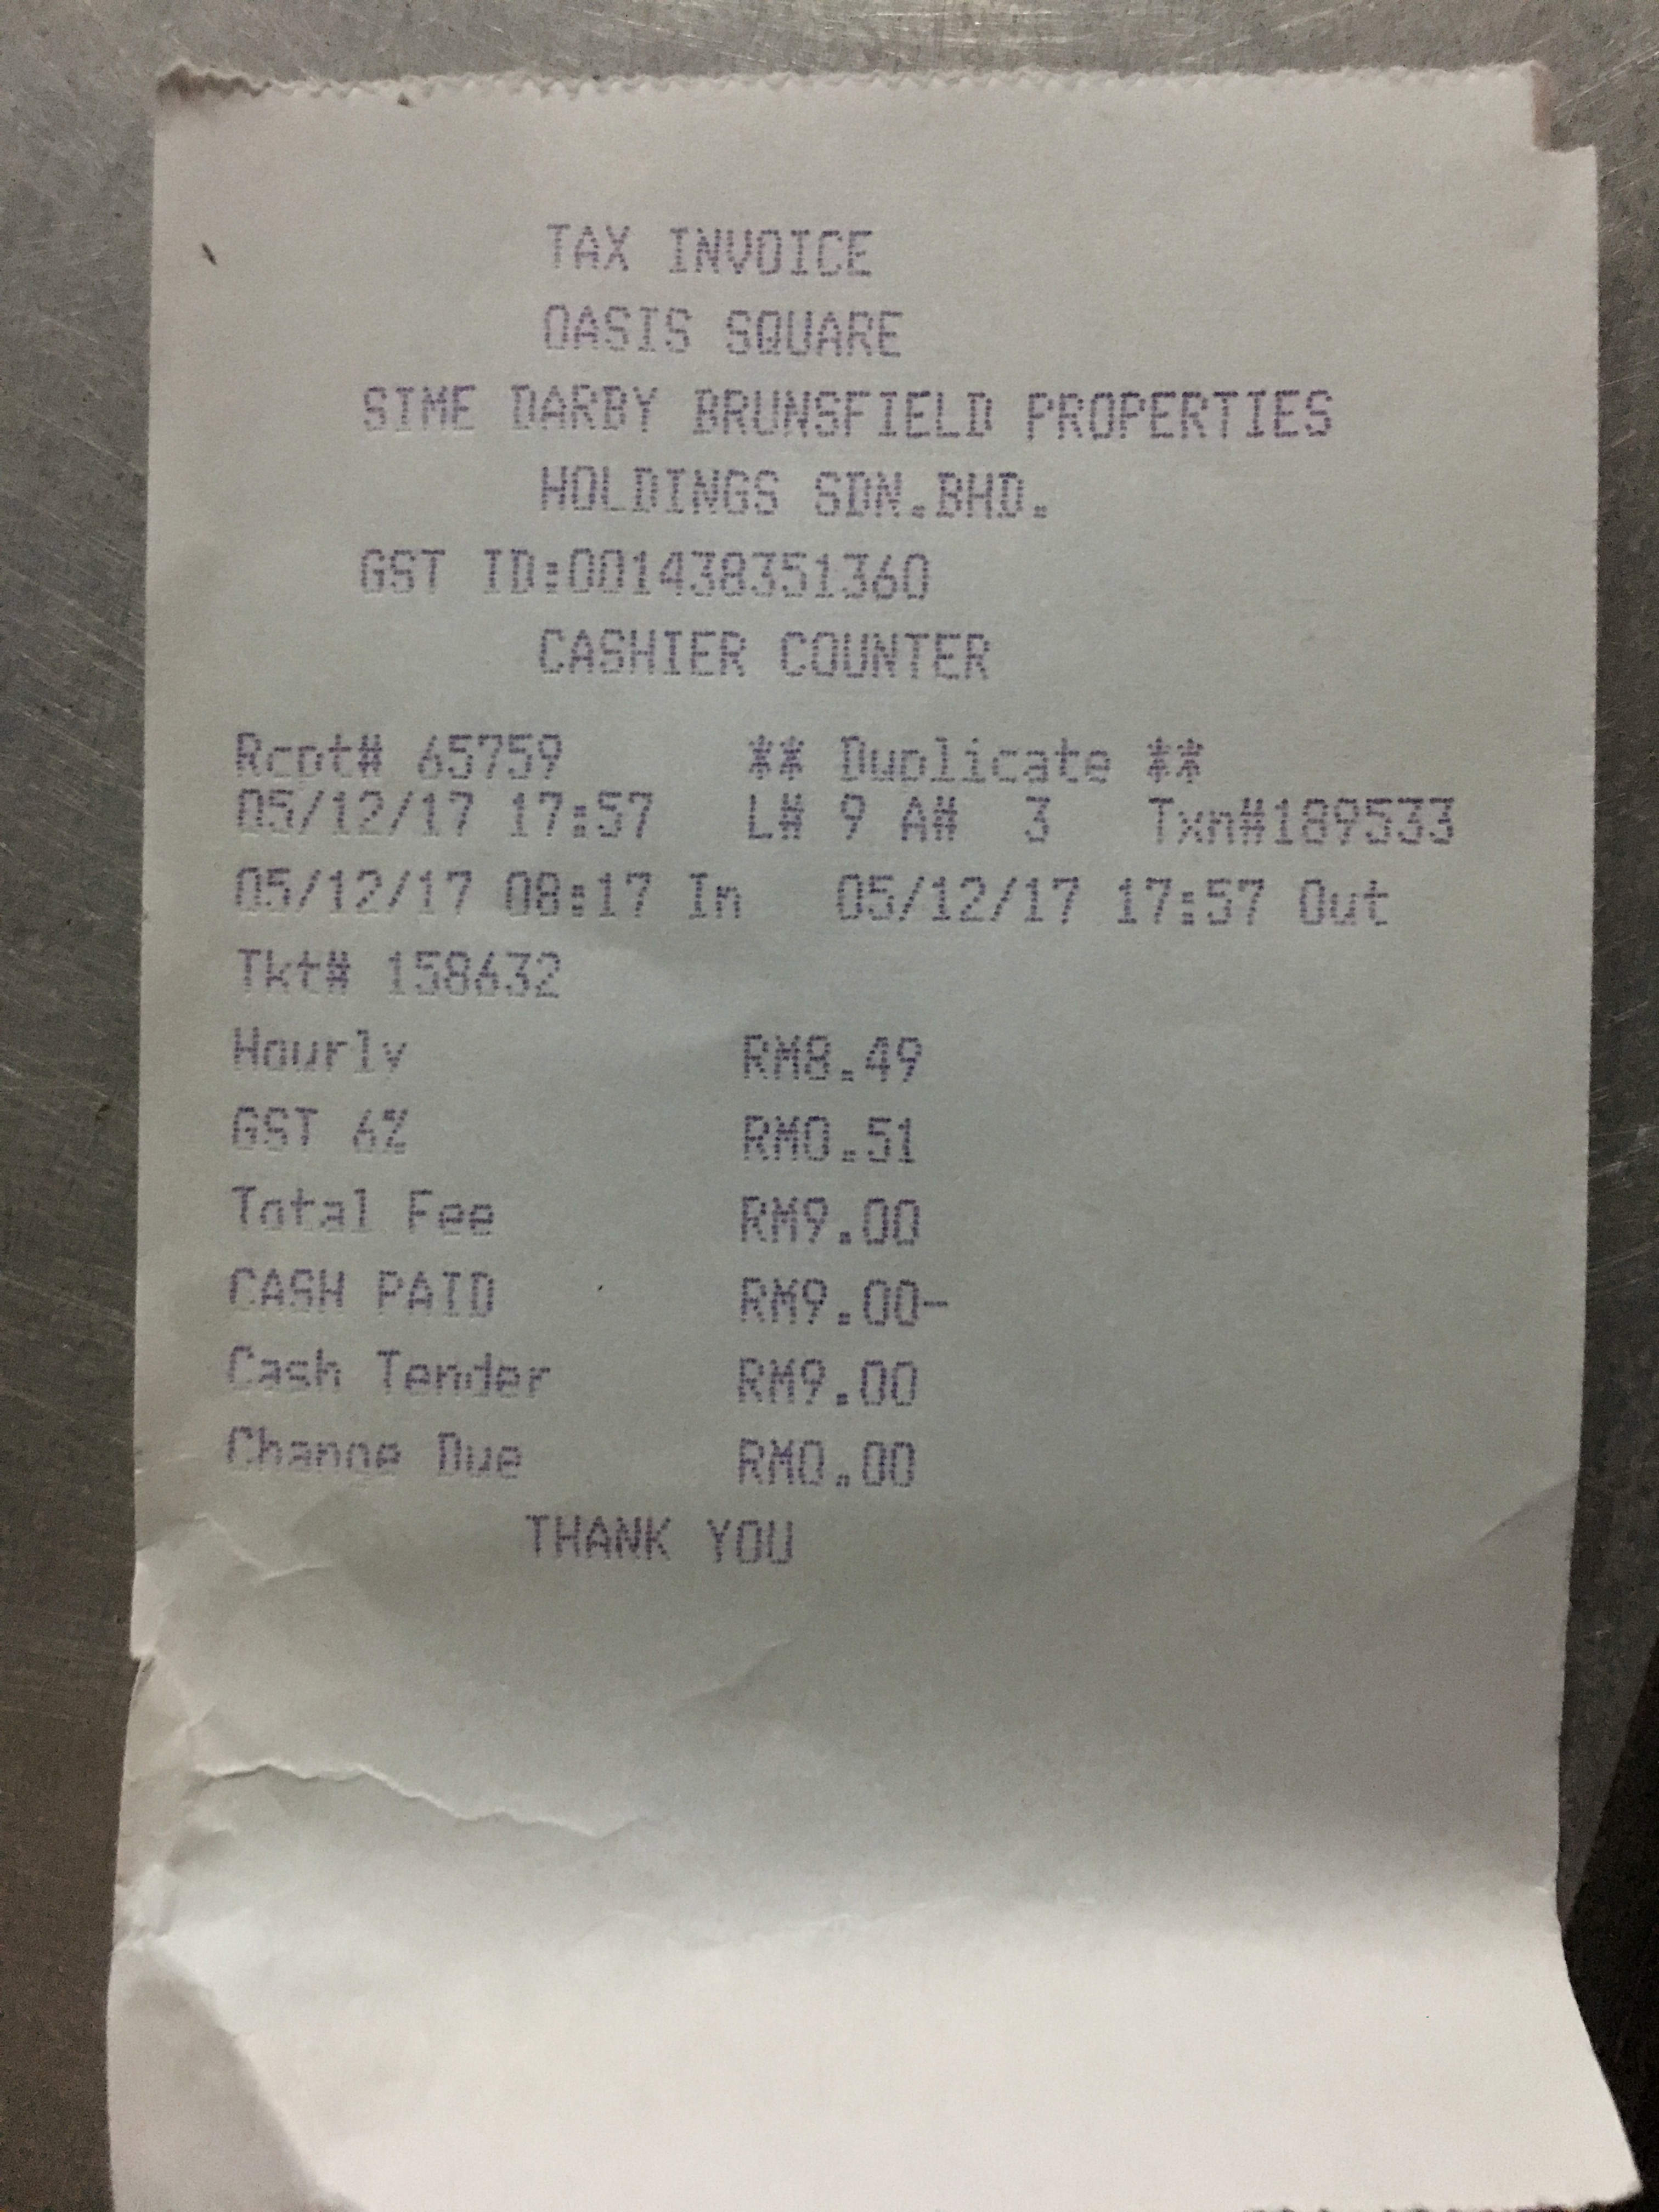 TAX INVOICE
OASIS SQUARE
SIME DARBY BRUNSFIELD PROPERTIES
HOLDINGS SDN.BHD.
GST ID:001438351360
CASHIER COUNTER
Rcpt# 65759 ** Duplicate **
05/12/17 17:57 L# 9 A# 3 Txn#189533
05/12/17 08:17 In 05/12/17 17:57 Out
Tkt# 158632
Hourly RM8.49
GST 6% RM0.51
Total Fee RM9.00
CASH PAID RM9.00-
Cash Tender RM9.00
Change Due RM0.00
THANK YOU